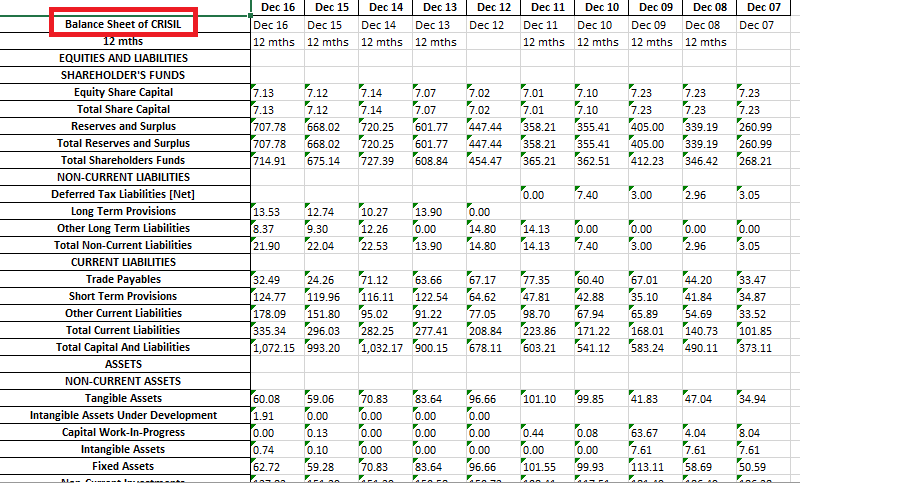 Dec 16 Dec 15 Dec 14 Dec 13 Dec 12 Dec 11 Dec 10 Dec 09 Dec 08 Dec 07
Balance Sheet of CRISIL Dec 16 Dec 15 Dec 14 Dec 13 Dec 12 Dec 11 Dec 10 Dec 09 Dec 08 Dec 07
12 mths 12 mths 12 mths 12 mths 12 mths 12 mths 12 mths 12 mths 12 mths
EQUITIES AND LIABILITIES
SHAREHOLDER'S FUNDS
Equity Share Capital 7.13 7.12 7.14 7.07 7.02 7.01 7.10 7.23 7.23 7.23
Total Share Capital 7.13 7.12 7.14 7.07 7.02 7.01 7.10 7.23 7.23 7.23
Reserves and Surplus 707.78 668.02 720.25 601.77 447.44 358.21 355.41 405.00 339.19 260.99
Total Reserves and Surplus 707.78 668.02 720.25 601.77 447.44 358.21 355.41 405.00 339.19 260.99
Total Shareholders Funds 714.91 675.14 727.39 608.84 454.47 365.21 362.51 412.23 346.42 268.21
NON-CURRENT LIABILITIES
Deferred Tax Liabilities [Net] 0.00 7.40 3.00 2.96 3.05
Long Term Provisions 13.53 12.74 10.27 13.90 0.00
Other Long Term Liabilities 8.37 9.30 12.26 0.00 14.80 14.13 0.00 0.00 0.00 0.00
Total Non-Current Liabilities 21.90 22.04 22.53 13.90 14.80 14.13 7.40 3.00 2.96 3.05
CURRENT LIABILITIES
Trade Payables 32.49 24.26 71.12 63.66 67.17 77.35 60.40 67.01 44.20 33.47
Short Term Provisions 124.77 119.96 116.11 122.54 64.62 47.81 42.88 35.10 41.84 34.87
Other Current Liabilities 178.09 151.80 95.02 91.22 77.05 98.70 67.94 65.89 54.69 33.52
Total Current Liabilities 335.34 296.03 282.25 277.41 208.84 223.86 171.22 168.01 140.73 101.85
Total Capital And Liabilities 1,072.15 993.20 1,032.17 900.15 678.11 603.21 541.12 583.24 490.11 373.11
ASSETS
NON-CURRENT ASSETS
Tangible Assets 60.08 59.06 70.83 83.64 96.66 101.10 99.85 41.83 47.04 34.94
Intangible Assets Under Development 1.91 0.00 0.00 0.00 0.00
Capital Work-In-Progress 0.00 0.13 0.00 0.00 0.00 0.44 0.08 63.67 4.04 8.04
Intangible Assets 0.74 0.10 0.00 0.00 0.00 0.00 0.00 7.61 7.61 7.61
Fixed Assets 62.72 59.28 70.83 83.64 96.66 101.55 99.93 113.11 58.69 50.59